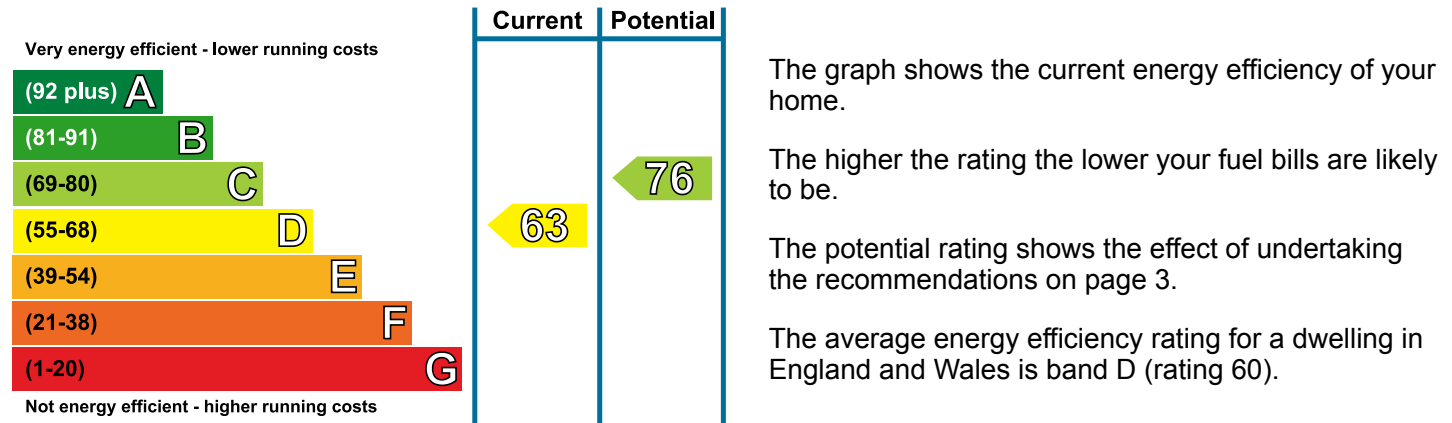 Current Potential
Very energy efficient - lower running costs
(92 plus) A
(81-91) B
(69-80) C
(55-68) D
(39-54) E
(21-38) F
(1-20) G
Not energy efficient - higher running costs
63
76
The graph shows the current energy efficiency of your
home.
The higher the rating the lower your fuel bills are likely
to be.
The potential rating shows the effect of undertaking
the recommendations on page 3.
The average energy efficiency rating for a dwelling in
England and Wales is band D (rating 60).